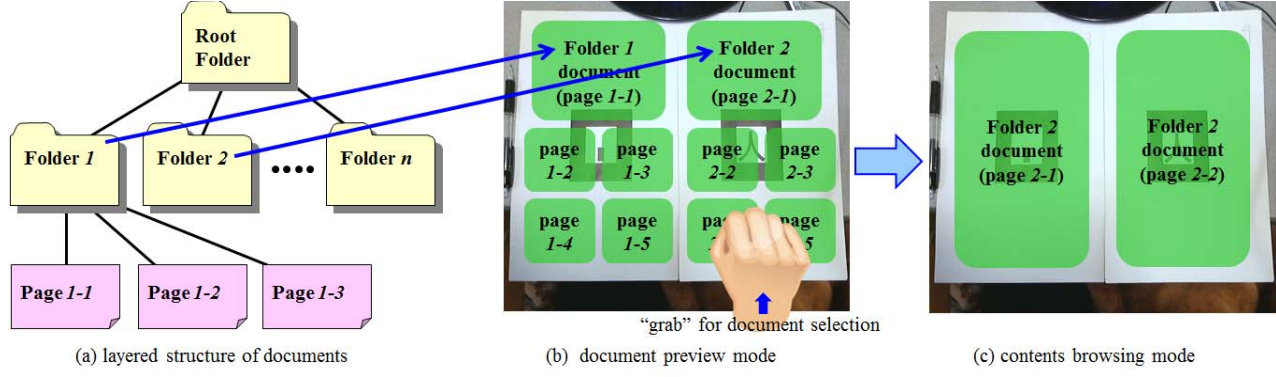 Root
Folder
Folder 1
Folder 2
Folder n
Page 1-1
Page 1-2
Page 1-3
(a) layered structure of documents
Folder 1
document
(page 1-1)
Folder 2
document
(page 2-1)
page
1-2
page
1-3
page
2-2
page
2-3
page
1-4
page
1-5
人
"grab" for document selection
(b) document preview mode
Folder 2
document
(page 2-1)
Folder 2
document
(page 2-2)
(c) contents browsing mode